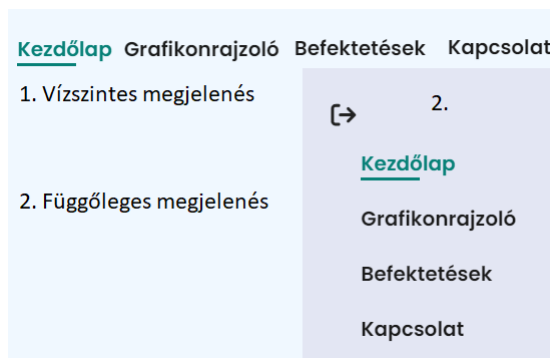 Kezdőlap Grafikonrajzoló Befektetések Kapcsolat
1. Vízszintes megjelenés
2.
Kezdőlap
2. Függőleges megjelenés
Grafikonrajzoló
Befektetések
Kapcsolat